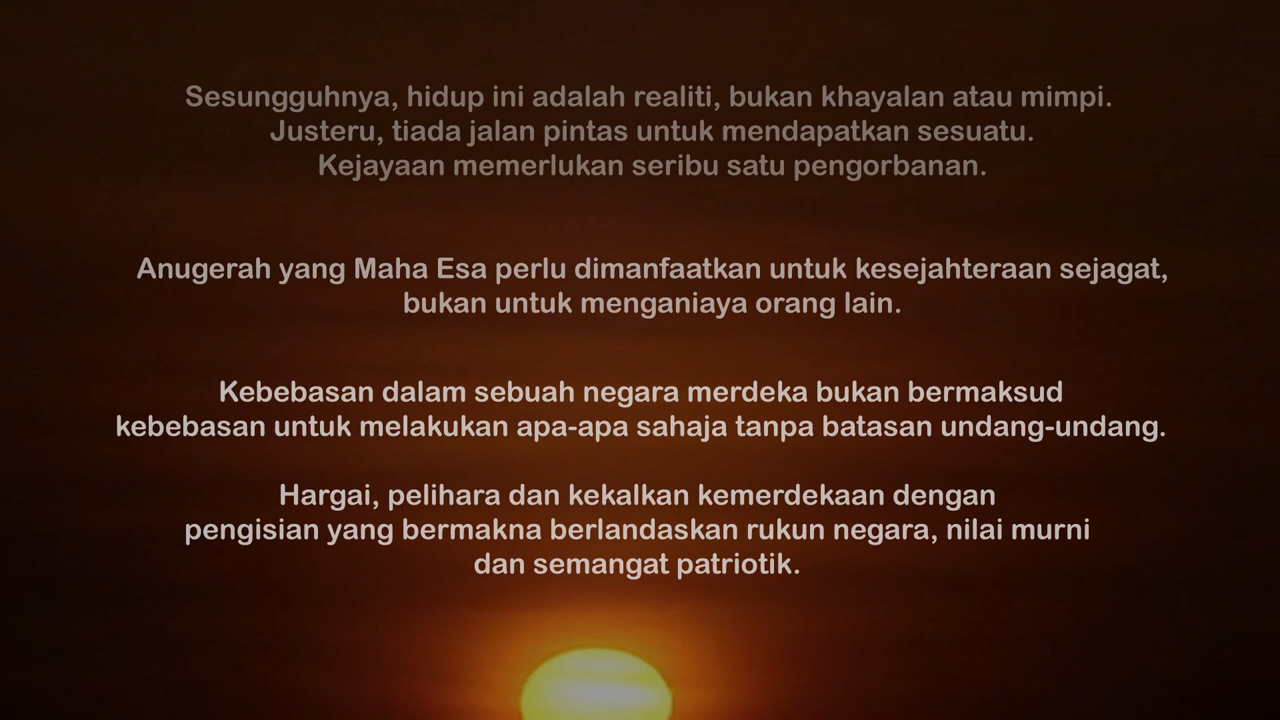 Sesungguhnya, hidup ini adalah realiti, bukan khayalan atau mimpi.
Justeru, tiada jalan pintas untuk mendapatkan sesuatu.
Kejayaan memerlukan seribu satu pengorbanan.
Anugerah yang Maha Esa perlu dimanfaatkan untuk kesejahteraan sejagat,
bukan untuk menganiaya orang lain.
Kebebasan dalam sebuah negara merdeka bukan bermaksud
kebebasan untuk melakukan apa-apa sahaja tanpa batasan undang-undang.
Hargai, pelihara dan kekalkan kemerdekaan dengan
pengisian yang bermakna berlandaskan rukun negara, nilai murni
dan semangat patriotik.